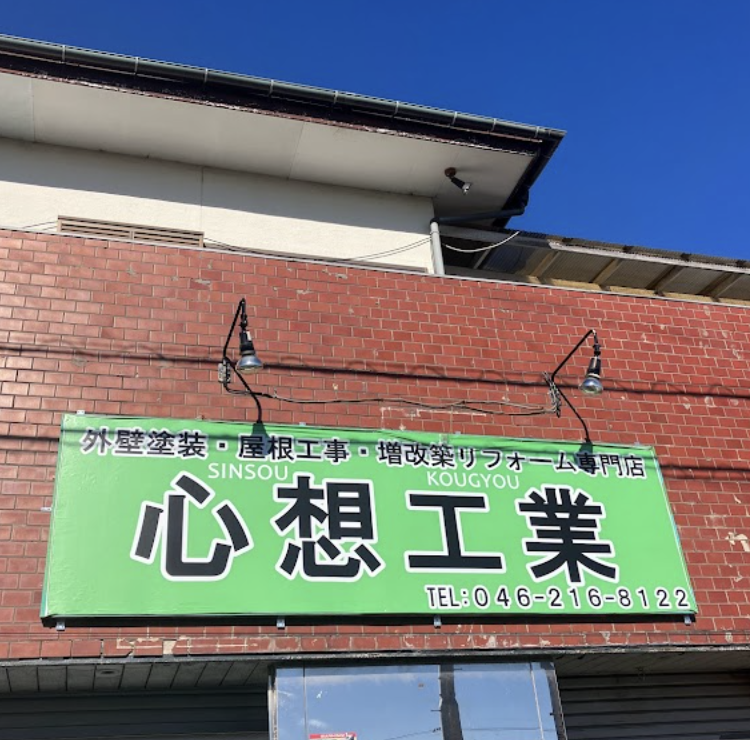 外壁塗装・屋根工事・増改築リフォーム専門店
SINSOU KOUGYOU
心想工業
TEL:046-216-8122